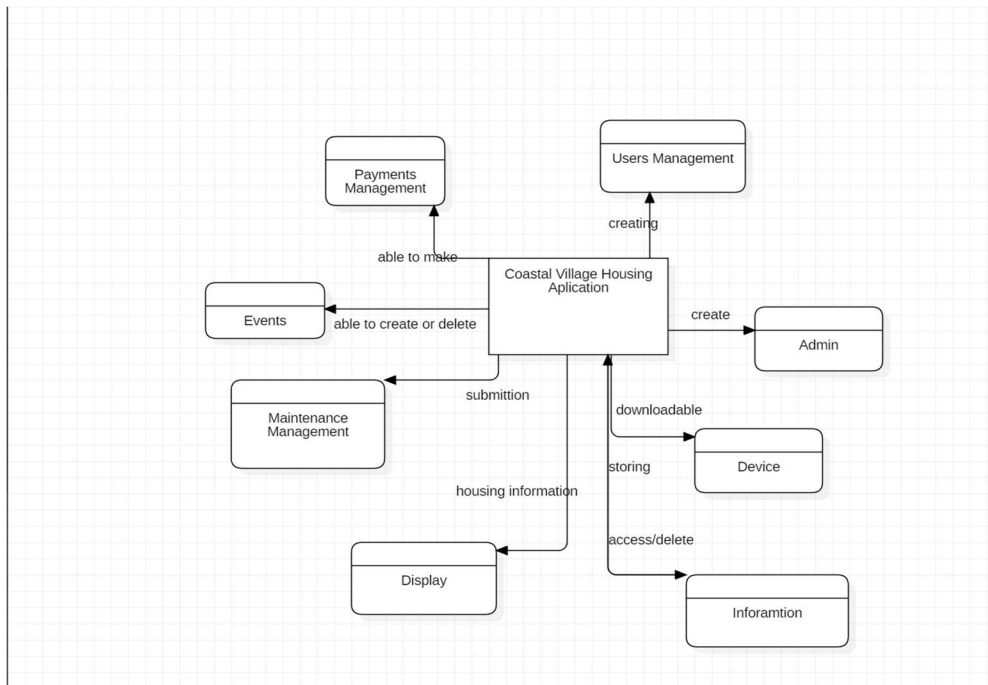 Users Management
Payments
Management
creating
able to make
Coastal Village Housing
Aplication
Events
able to create or delete
create
Admin
submittion
Maintenance
Management
downloadable
Device
storing
housing information
access/delete
Display
Inforamtion